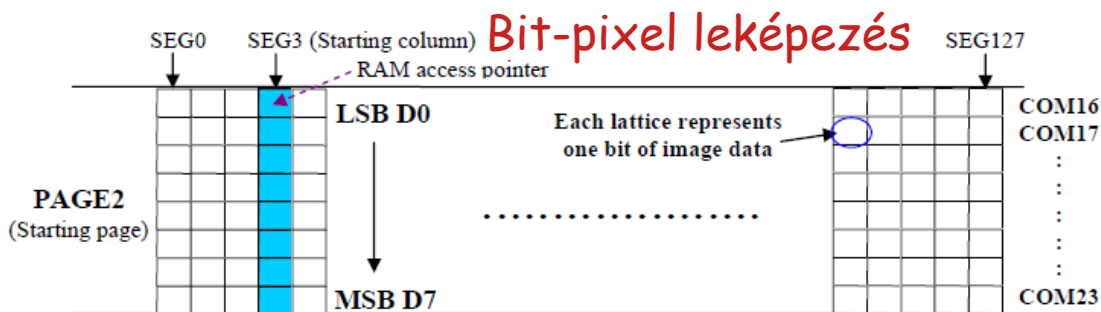 Bit-pixel leképezés
SEG0
SEG3 (Starting column)
SEG127
RAM access pointer
LSB D0
Each lattice represents
one bit of image data
COM16
COM17
:
:
:
:
:
PAGE2
(Starting page)
....................
MSB D7
COM23